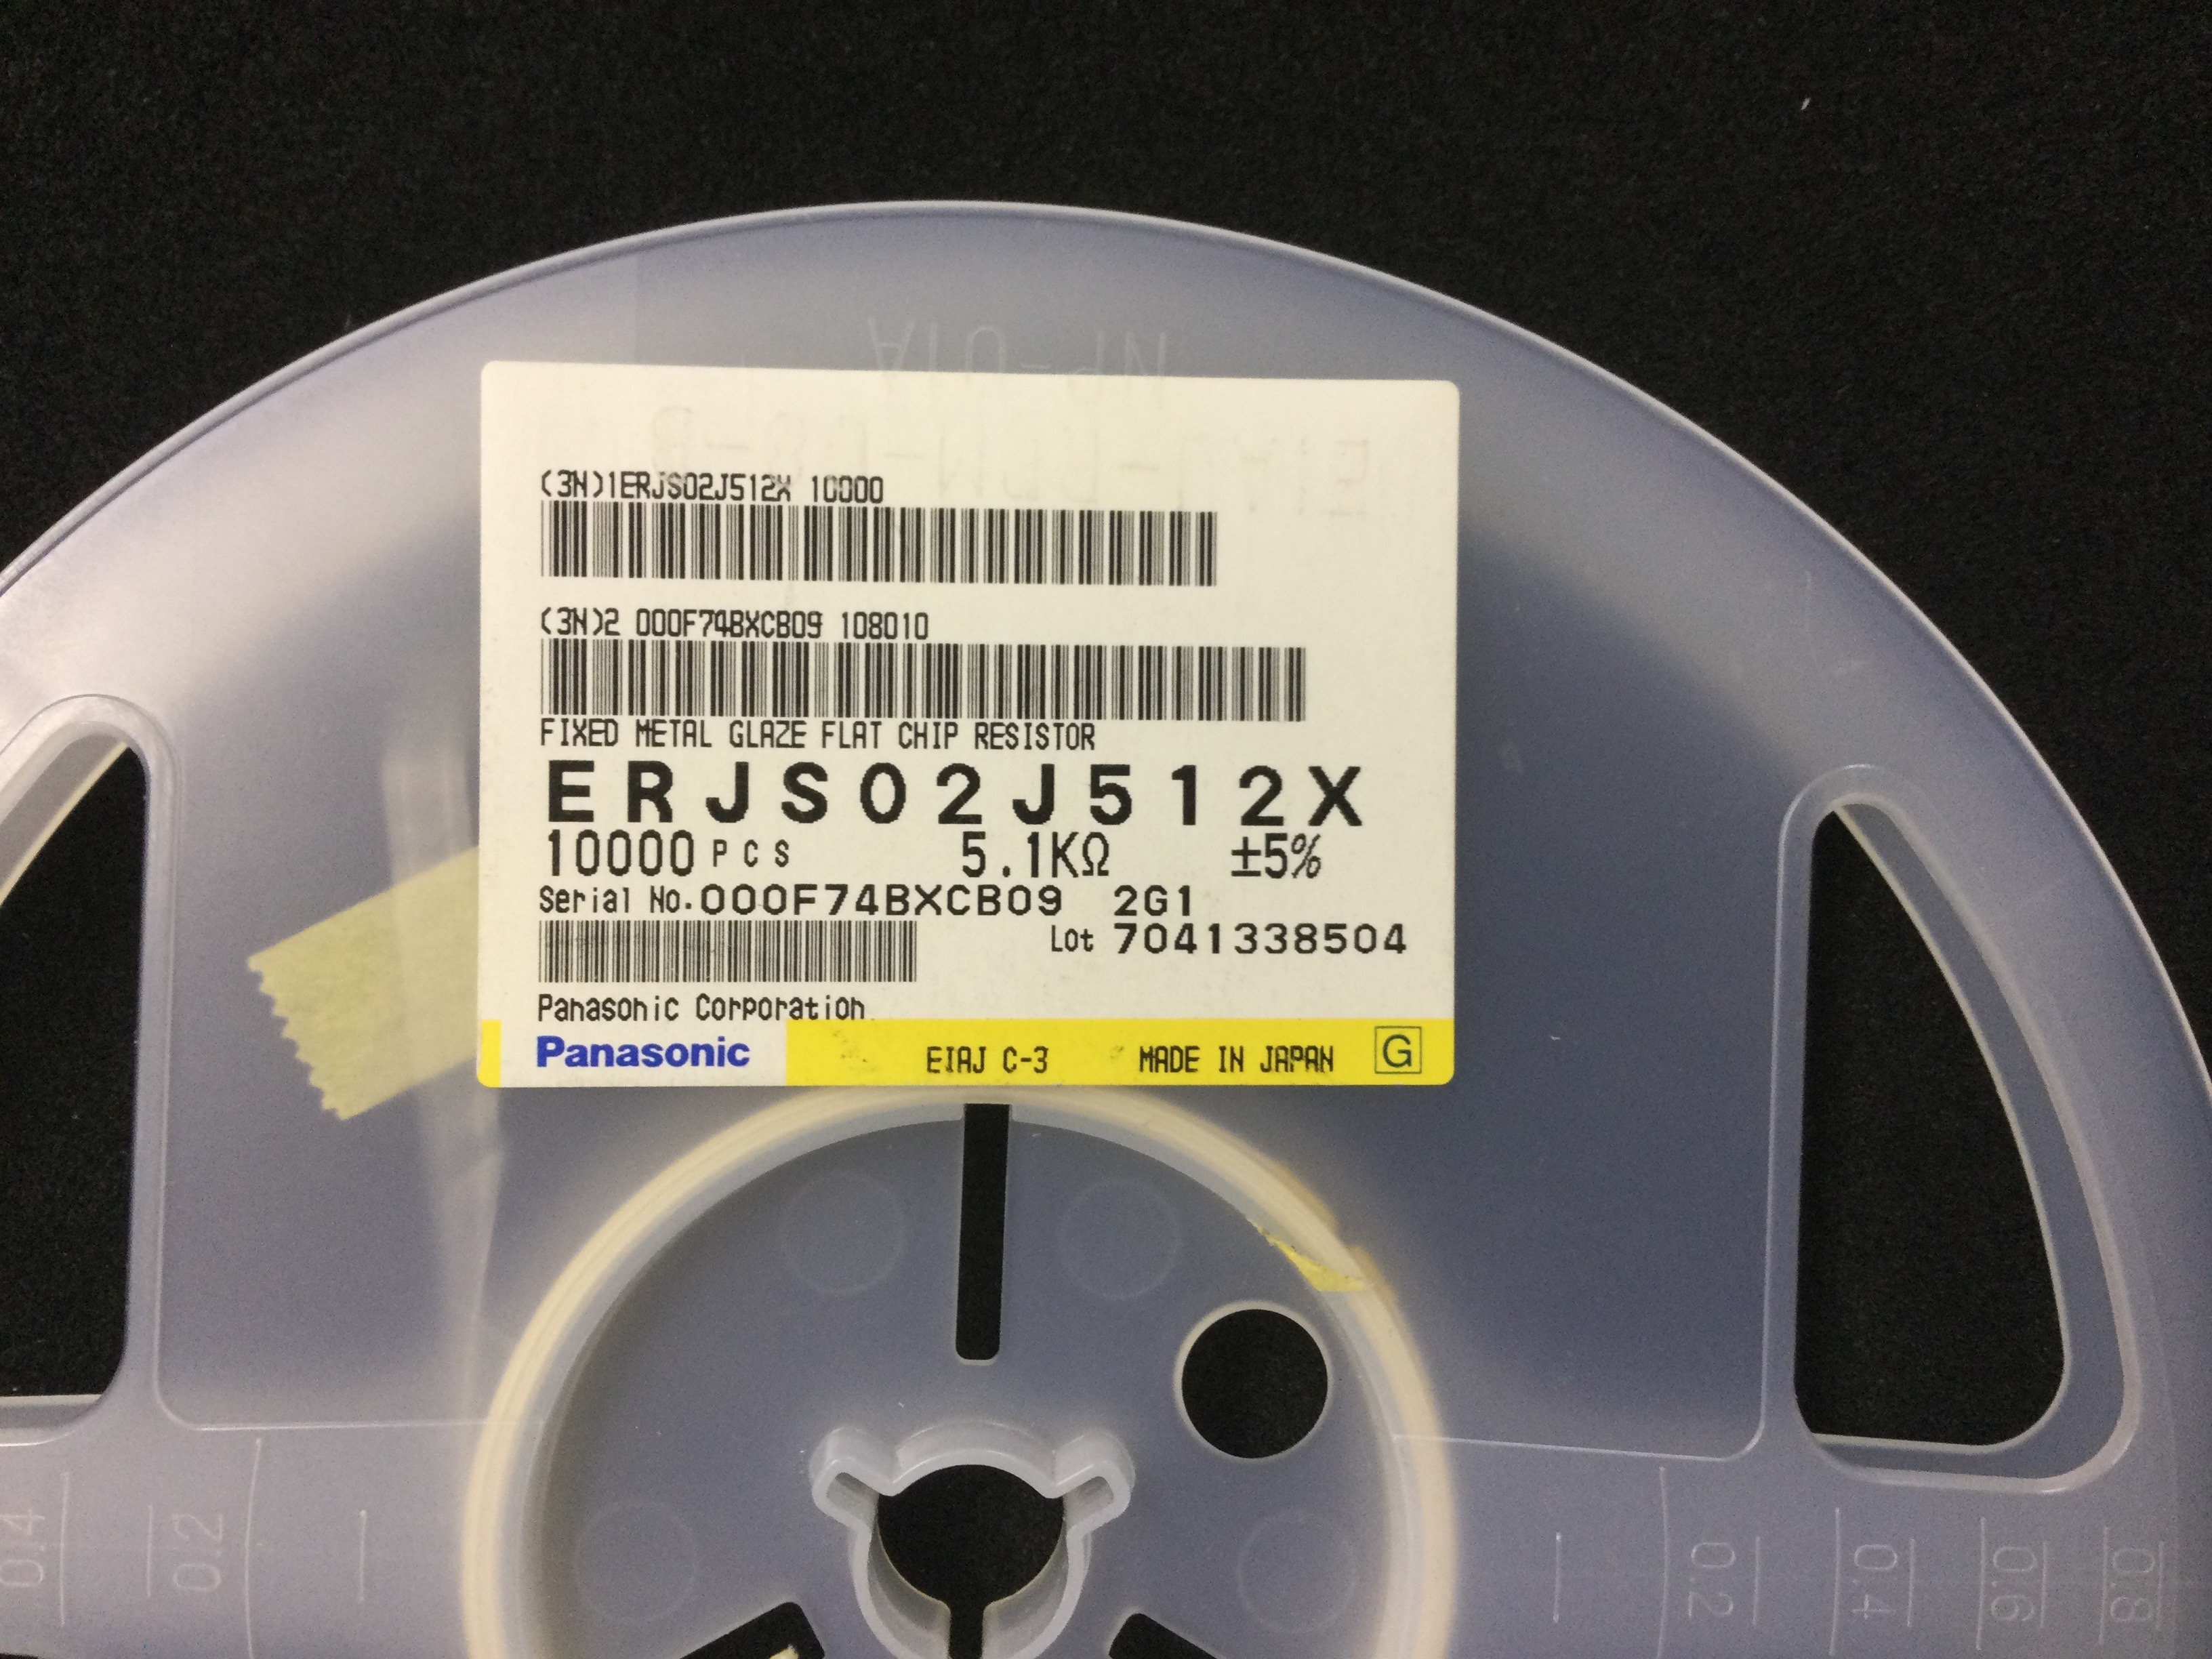 NP-01A
(3N)1ERJS02J512X 10000
(3N)2 000F74BXCB09 108010
FIXED METAL GLAZE FLAT CHIP RESISTOR
ERJS02J512X
10000 PCS 5.1KΩ ±5%
Serial No.000F74BXCB09 2G1
Lot 7041338504
Panasonic Corporation
Panasonic EIAJ C-3 MADE IN JAPAN G
0.4 0.2 0.2 0.4 0.6 0.8